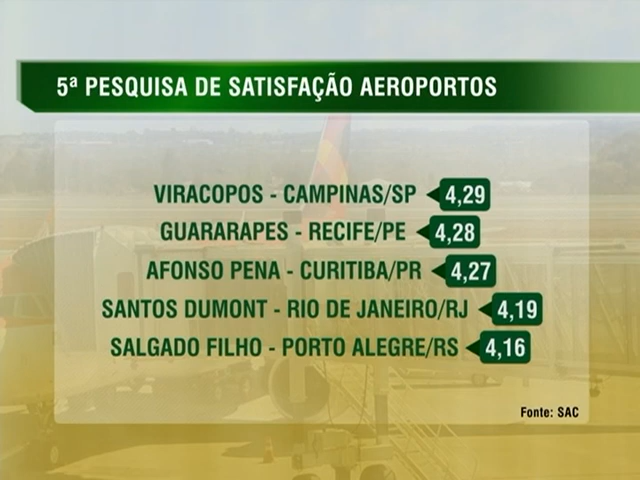 5ª PESQUISA DE SATISFAÇÃO AEROPORTOS
VIRACOPOS - CAMPINAS/SP 4,29
GUARARAPES - RECIFE/PE 4,28
AFONSO PENA - CURITIBA/PR 4,27
SANTOS DUMONT - RIO DE JANEIRO/RJ 4,19
SALGADO FILHO - PORTO ALEGRE/RS 4,16
Fonte: SAC